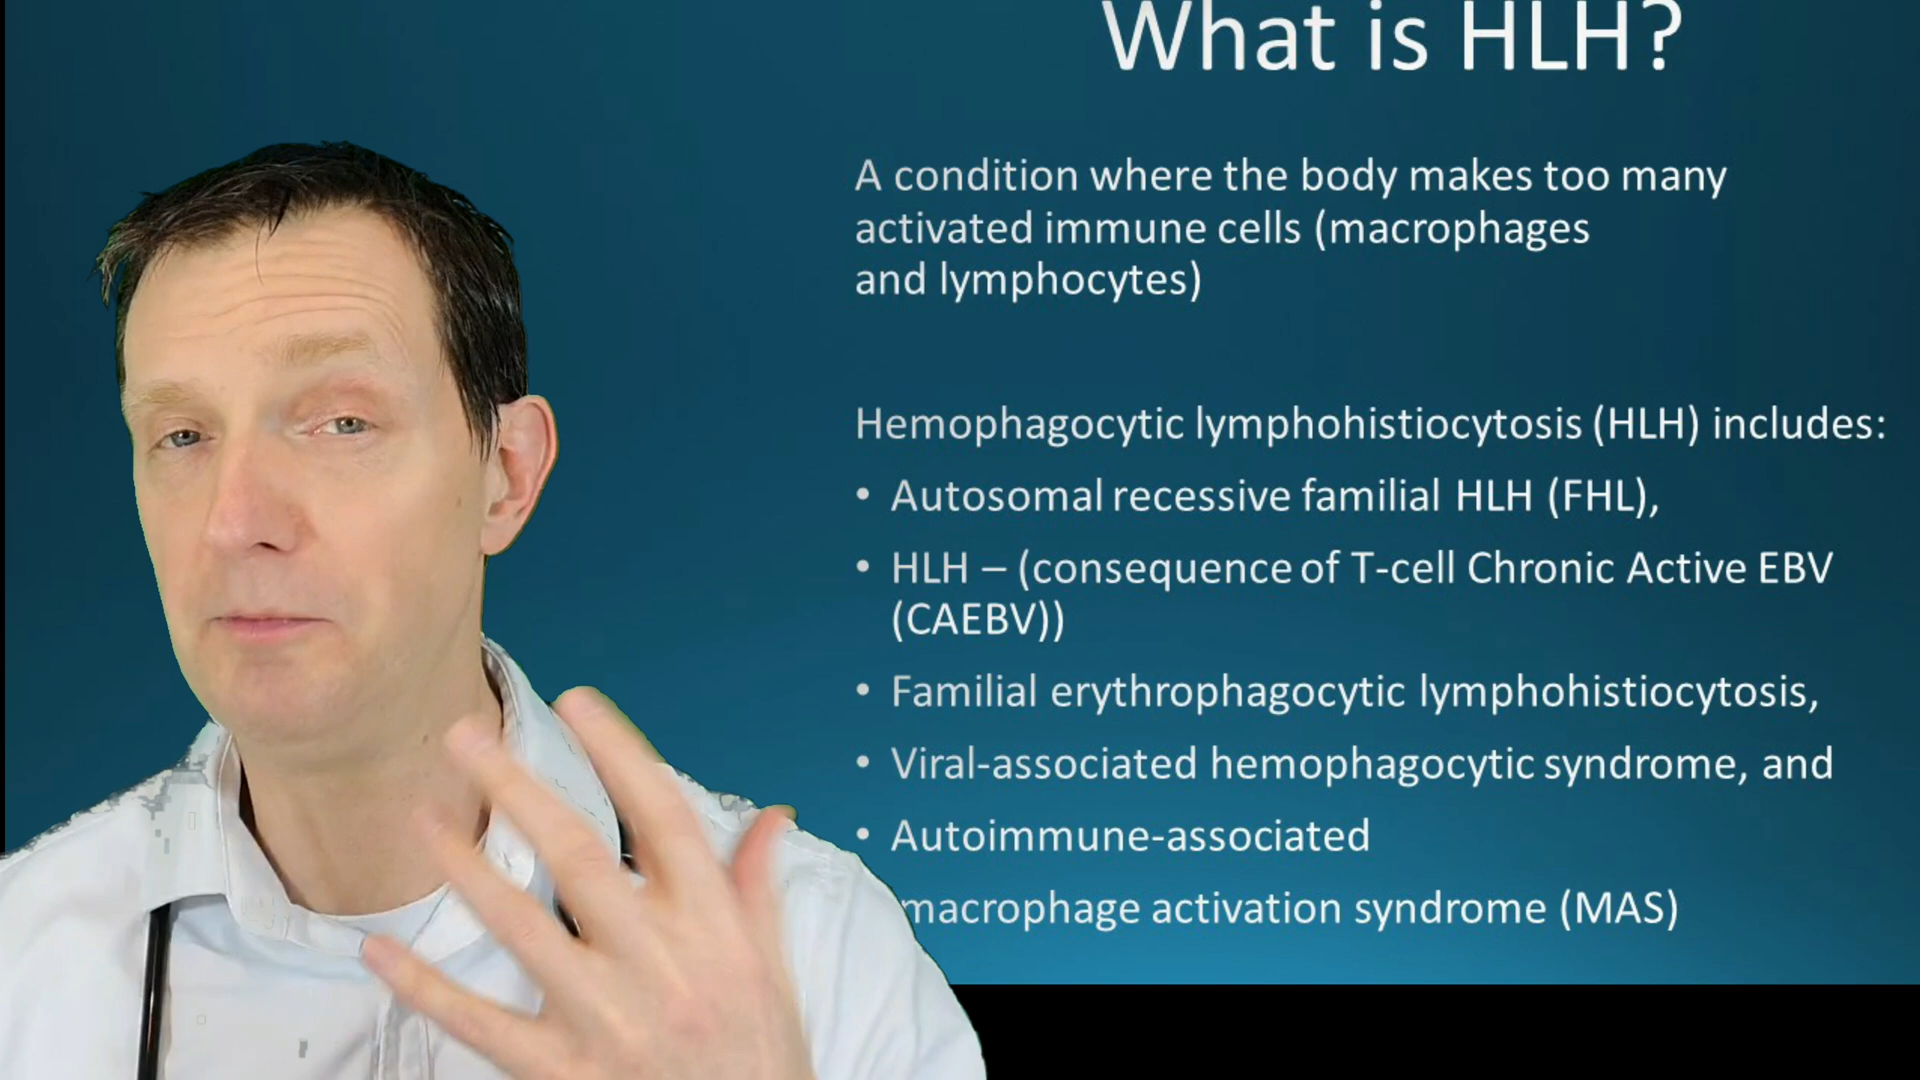 What is HLH?
A condition where the body makes too many
activated immune cells (macrophages
and lymphocytes)
Hemophagocytic lymphohistiocytosis (HLH) includes:
• Autosomal recessive familial HLH (FHL),
• HLH – (consequence of T-cell Chronic Active EBV
(CAEBV))
• Familial erythrophagocytic lymphohistiocytosis,
• Viral-associated hemophagocytic syndrome, and
• Autoimmune-associated
macrophage activation syndrome (MAS)